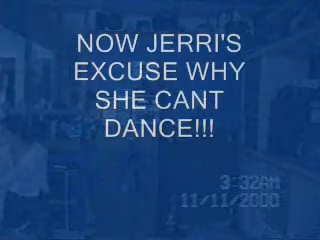 NOW JERRI'S
EXCUSE WHY
SHE CANT
DANCE!!!
3:32AM
11/11/2000